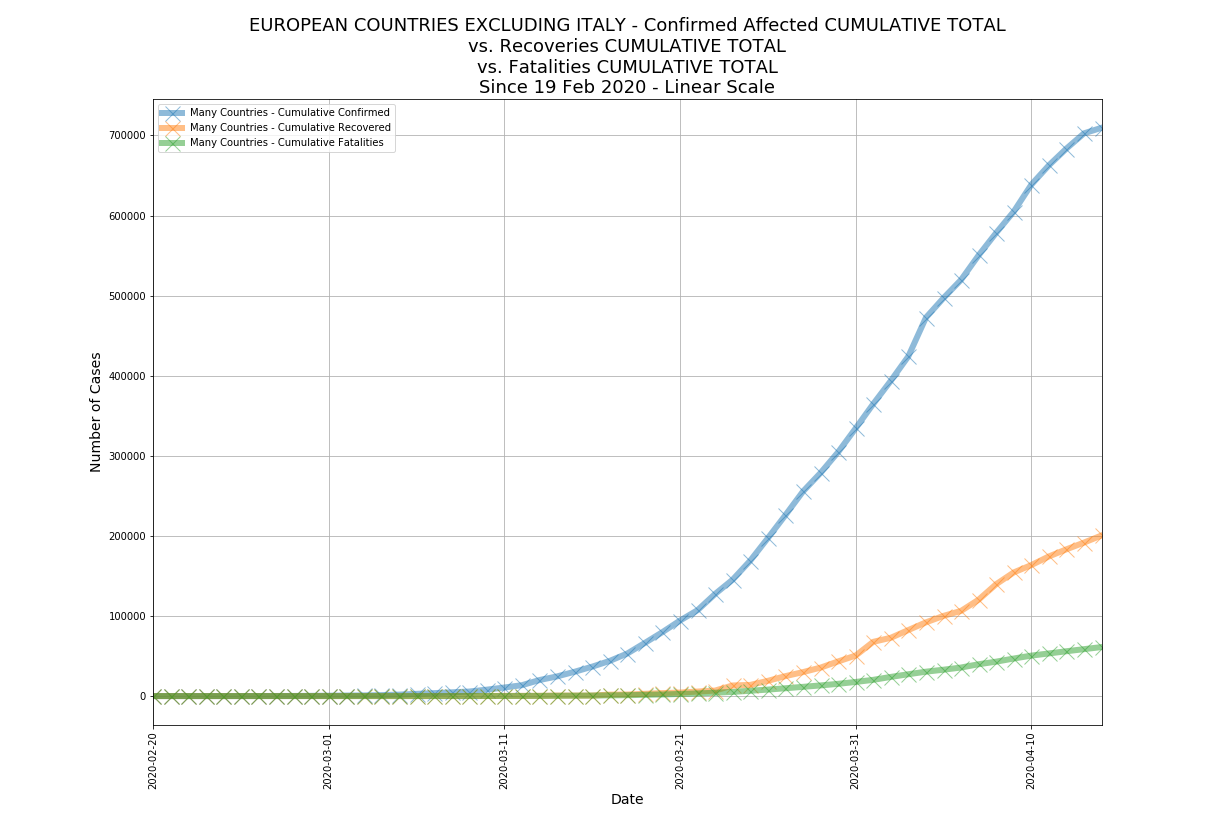 EUROPEAN COUNTRIES EXCLUDING ITALY - Confirmed Affected CUMULATIVE TOTAL
vs. Recoveries CUMULATIVE TOTAL
vs. Fatalities CUMULATIVE TOTAL
Since 19 Feb 2020 - Linear Scale
Many Countries - Cumulative Confirmed
Many Countries - Cumulative Recovered
Many Countries - Cumulative Fatalities
Number of Cases
700000
600000
500000
400000
300000
200000
100000
0
2020-02-20
2020-03-01
2020-03-11
2020-03-21
2020-03-31
2020-04-10
Date